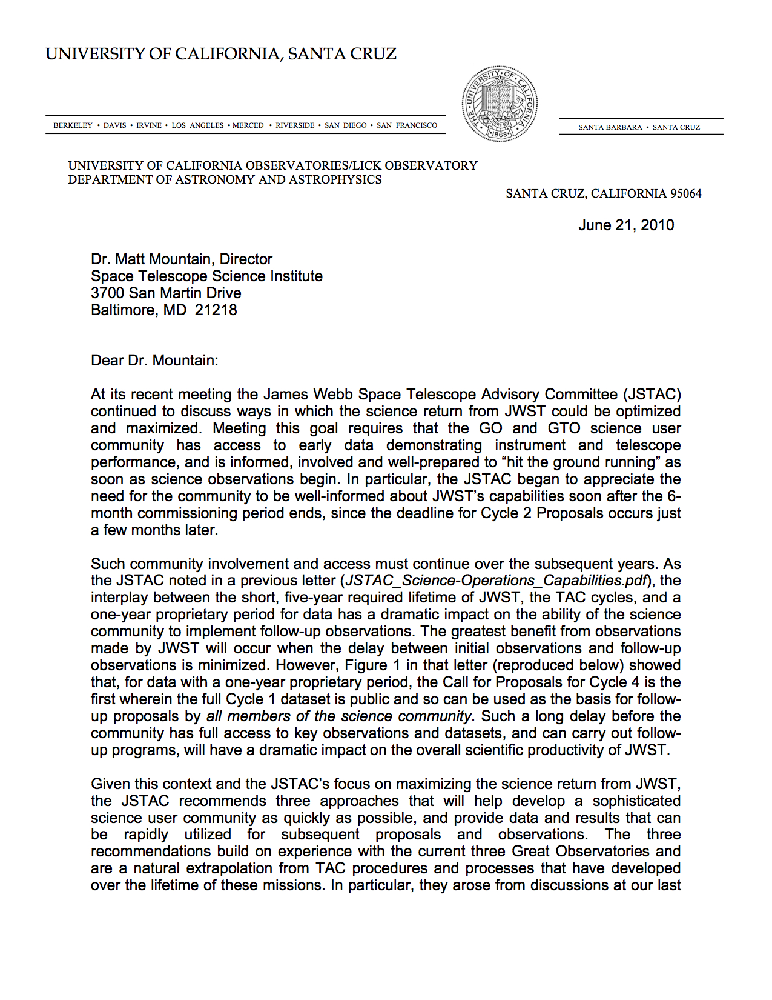 UNIVERSITY OF CALIFORNIA, SANTA CRUZ
THE • UNIVERSITY • OF • CALIFORNIA
LET THERE BE LIGHT
• 1868 •
BERKELEY • DAVIS • IRVINE • LOS ANGELES • MERCED • RIVERSIDE • SAN DIEGO • SAN FRANCISCO
SANTA BARBARA • SANTA CRUZ
UNIVERSITY OF CALIFORNIA OBSERVATORIES/LICK OBSERVATORY
DEPARTMENT OF ASTRONOMY AND ASTROPHYSICS
SANTA CRUZ, CALIFORNIA 95064
June 21, 2010
Dr. Matt Mountain, Director
Space Telescope Science Institute
3700 San Martin Drive
Baltimore, MD 21218
Dear Dr. Mountain:
At its recent meeting the James Webb Space Telescope Advisory Committee (JSTAC)
continued to discuss ways in which the science return from JWST could be optimized
and maximized. Meeting this goal requires that the GO and GTO science user
community has access to early data demonstrating instrument and telescope
performance, and is informed, involved and well-prepared to “hit the ground running” as
soon as science observations begin. In particular, the JSTAC began to appreciate the
need for the community to be well-informed about JWST’s capabilities soon after the 6-
month commissioning period ends, since the deadline for Cycle 2 Proposals occurs just
a few months later.
Such community involvement and access must continue over the subsequent years. As
the JSTAC noted in a previous letter (JSTAC_Science-Operations_Capabilities.pdf), the
interplay between the short, five-year required lifetime of JWST, the TAC cycles, and a
one-year proprietary period for data has a dramatic impact on the ability of the science
community to implement follow-up observations. The greatest benefit from observations
made by JWST will occur when the delay between initial observations and follow-up
observations is minimized. However, Figure 1 in that letter (reproduced below) showed
that, for data with a one-year proprietary period, the Call for Proposals for Cycle 4 is the
first wherein the full Cycle 1 dataset is public and so can be used as the basis for follow-
up proposals by all members of the science community. Such a long delay before the
community has full access to key observations and datasets, and can carry out follow-
up programs, will have a dramatic impact on the overall scientific productivity of JWST.
Given this context and the JSTAC’s focus on maximizing the science return from JWST,
the JSTAC recommends three approaches that will help develop a sophisticated
science user community as quickly as possible, and provide data and results that can
be rapidly utilized for subsequent proposals and observations. The three
recommendations build on experience with the current three Great Observatories and
are a natural extrapolation from TAC procedures and processes that have developed
over the lifetime of these missions. In particular, they arose from discussions at our last